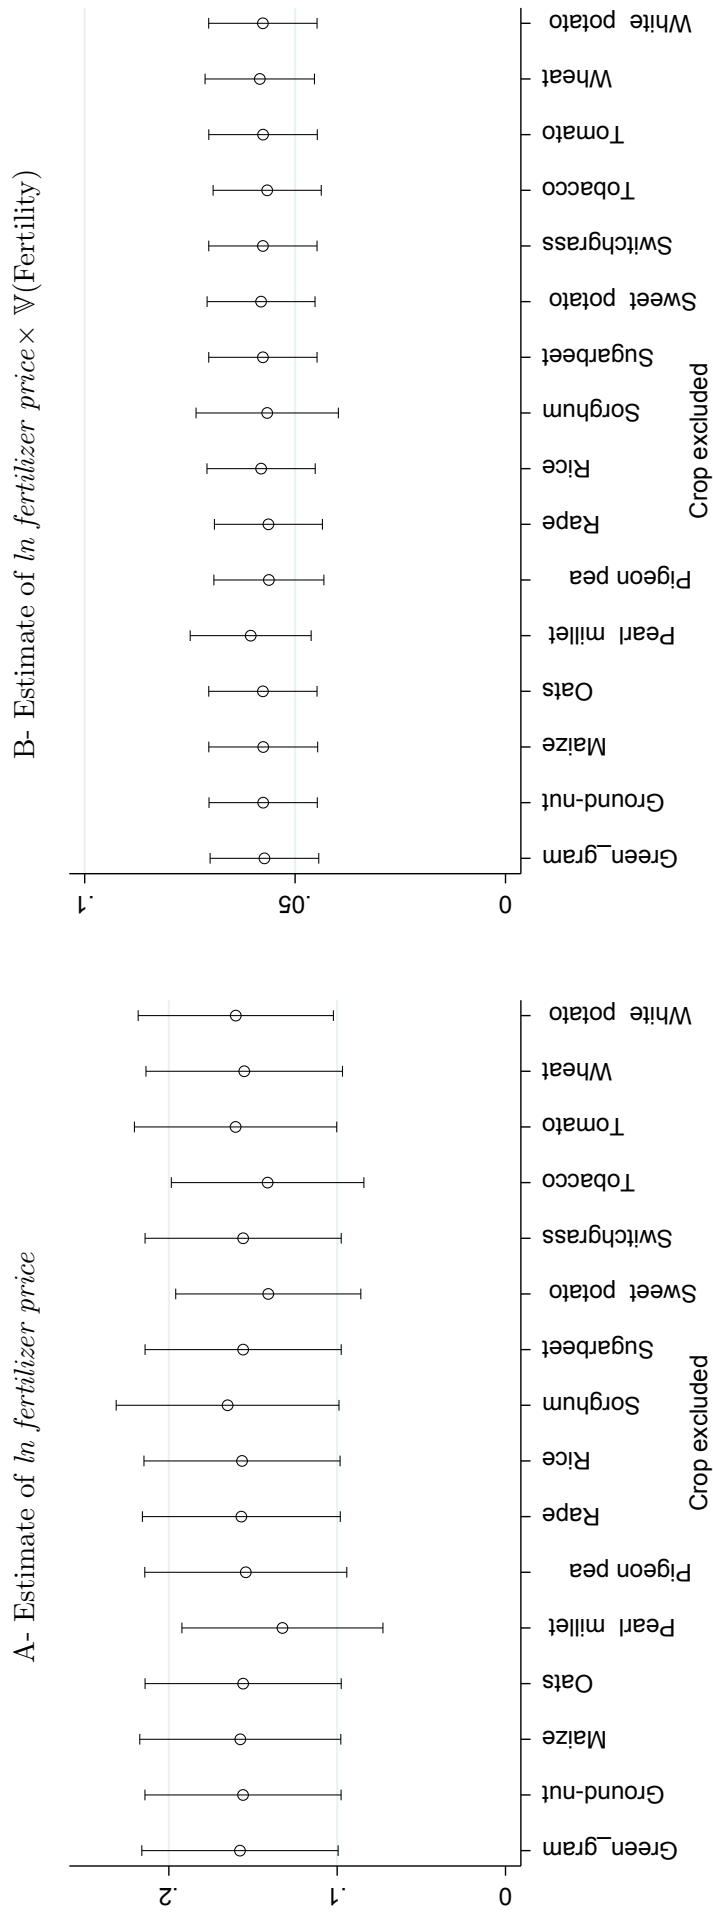 A- Estimate of ln fertilizer price
.2
.1
0
Green_gram
Ground-nut
Maize
Oats
Pearl millet
Pigeon pea
Rape
Rice
Sorghum
Sugarbeet
Sweet potato
Switchgrass
Tobacco
Tomato
Wheat
White potato
Crop excluded
B- Estimate of ln fertilizer price× 𝕍(Fertility)
.1
.05
0
Green_gram
Ground-nut
Maize
Oats
Pearl millet
Pigeon pea
Rape
Rice
Sorghum
Sugarbeet
Sweet potato
Switchgrass
Tobacco
Tomato
Wheat
White potato
Crop excluded